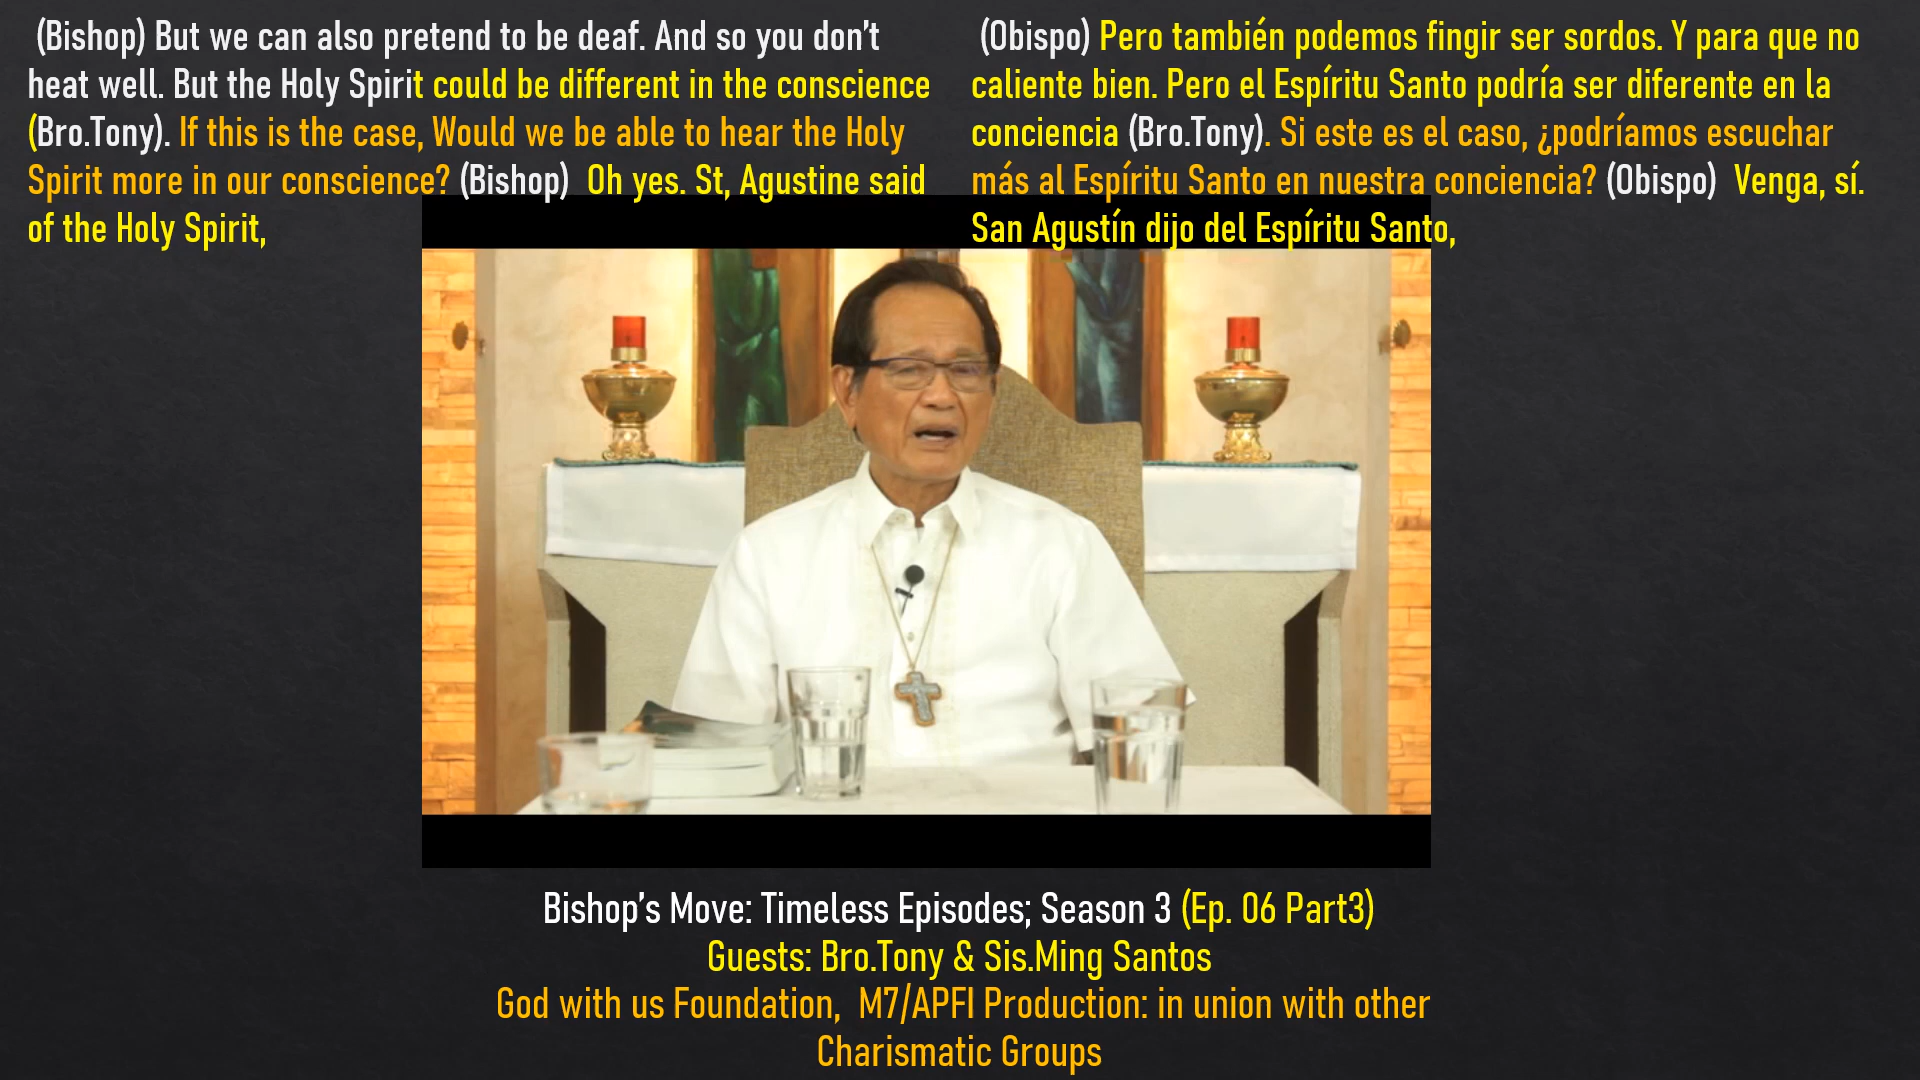 (Bishop) But we can also pretend to be deaf. And so you don't
heat well. But the Holy Spirit could be different in the conscience
(Bro.Tony). If this is the case, Would we be able to hear the Holy
Spirit more in our conscience? (Bishop) Oh yes. St, Agustine said
of the Holy Spirit,
(Obispo) Pero también podemos fingir ser sordos. Y para que no
caliente bien. Pero el Espíritu Santo podría ser diferente en la
conciencia (Bro.Tony). Si este es el caso, ¿podríamos escuchar
más al Espíritu Santo en nuestra conciencia? (Obispo) Venga, sí.
San Agustín dijo del Espíritu Santo,
Bishop's Move: Timeless Episodes; Season 3 (Ep. 06 Part3)
Guests: Bro.Tony & Sis.Ming Santos
God with us Foundation, M7/APFI Production: in union with other
Charismatic Groups